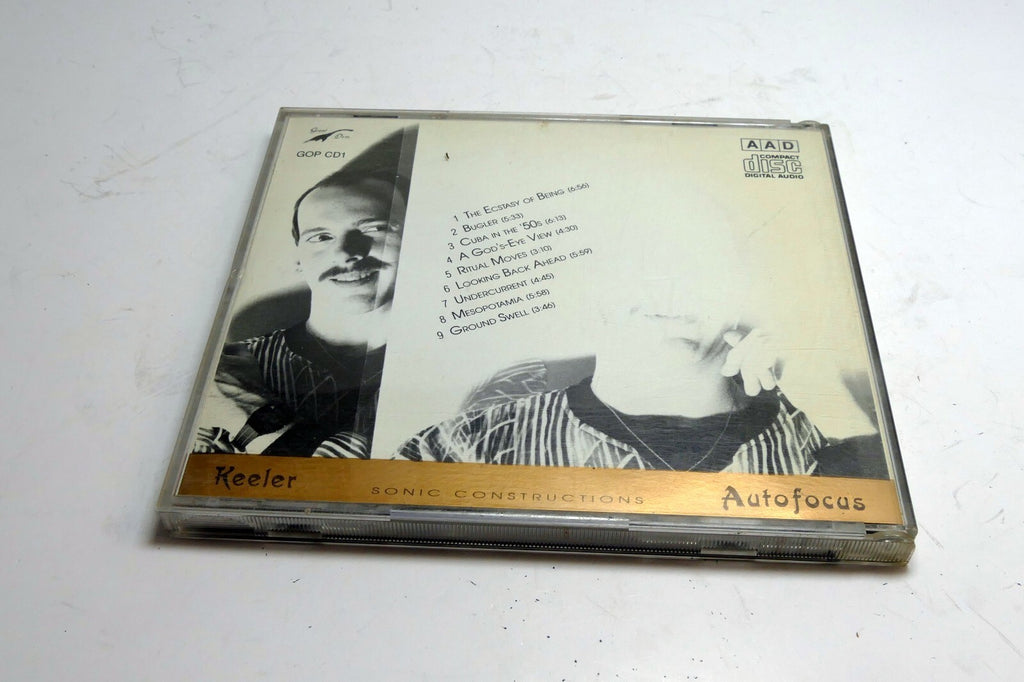 GOP CD1
AAD
COMPACT
disc
DIGITAL AUDIO
1 THE ECSTASY OF BEING (6:56)
2 BUGLER (5:33)
3 CUBA IN THE '50S (6:13)
4 A GOD'S-EYE VIEW (4:30)
5 RITUAL MOVES (3:10)
6 LOOKING BACK AHEAD (5:59)
7 UNDERCURRENT (4:45)
8 MESOPOTAMIA (5:58)
9 GROUND SWELL (3:46)
Keeler
SONIC CONSTRUCTIONS
Autofocus